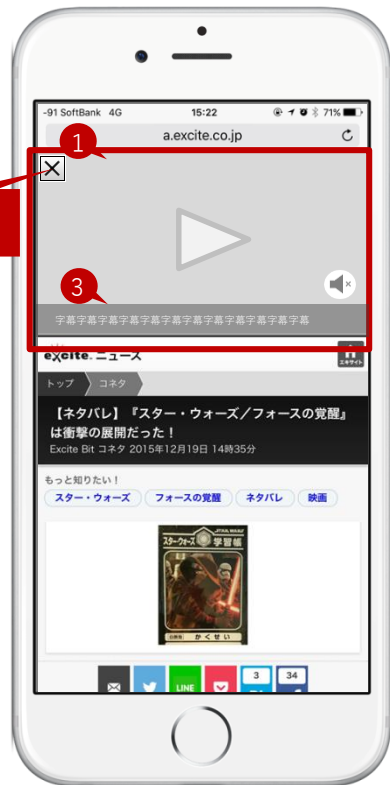 -91 SoftBank 4G 15:22 71%
a.excite.co.jp
1
3
字幕字幕字幕字幕字幕字幕字幕字幕字幕字幕字幕字幕
excite. ニュース
エキサイト
トップ コネタ
【ネタバレ】『スター・ウォーズ／フォースの覚醒』
は衝撃の展開だった！
Excite Bit コネタ 2015年12月19日 14時35分
もっと知りたい！
スター・ウォーズ フォースの覚醒 ネタバレ 映画
STAR WARS
スター・ウォーズ 学習帳
かくせい
3 34
LINE